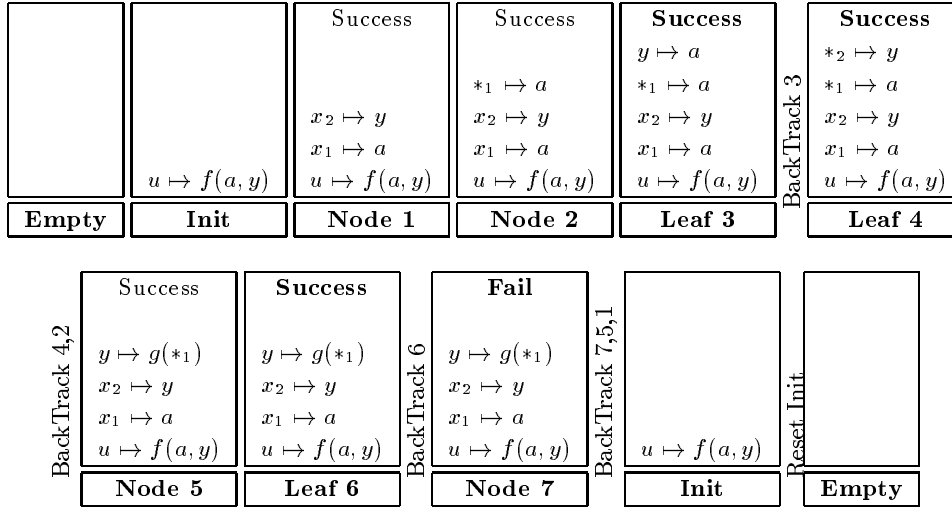 Success Success Success Success
y ↦ a *₂ ↦ y
*₁ ↦ a *₁ ↦ a *₁ ↦ a
x₂ ↦ y x₂ ↦ y x₂ ↦ y x₂ ↦ y
x₁ ↦ a x₁ ↦ a x₁ ↦ a x₁ ↦ a
u ↦ f(a, y) u ↦ f(a, y) u ↦ f(a, y) u ↦ f(a, y) u ↦ f(a, y)
BackTrack 3
Empty Init Node 1 Node 2 Leaf 3 Leaf 4
Success Success Fail
y ↦ g(*₁) y ↦ g(*₁) y ↦ g(*₁)
x₂ ↦ y x₂ ↦ y x₂ ↦ y
x₁ ↦ a x₁ ↦ a x₁ ↦ a
u ↦ f(a, y) u ↦ f(a, y) u ↦ f(a, y) u ↦ f(a, y)
BackTrack 4,2
BackTrack 6
BackTrack 7,5,1
Reset Init
Node 5 Leaf 6 Node 7 Init Empty